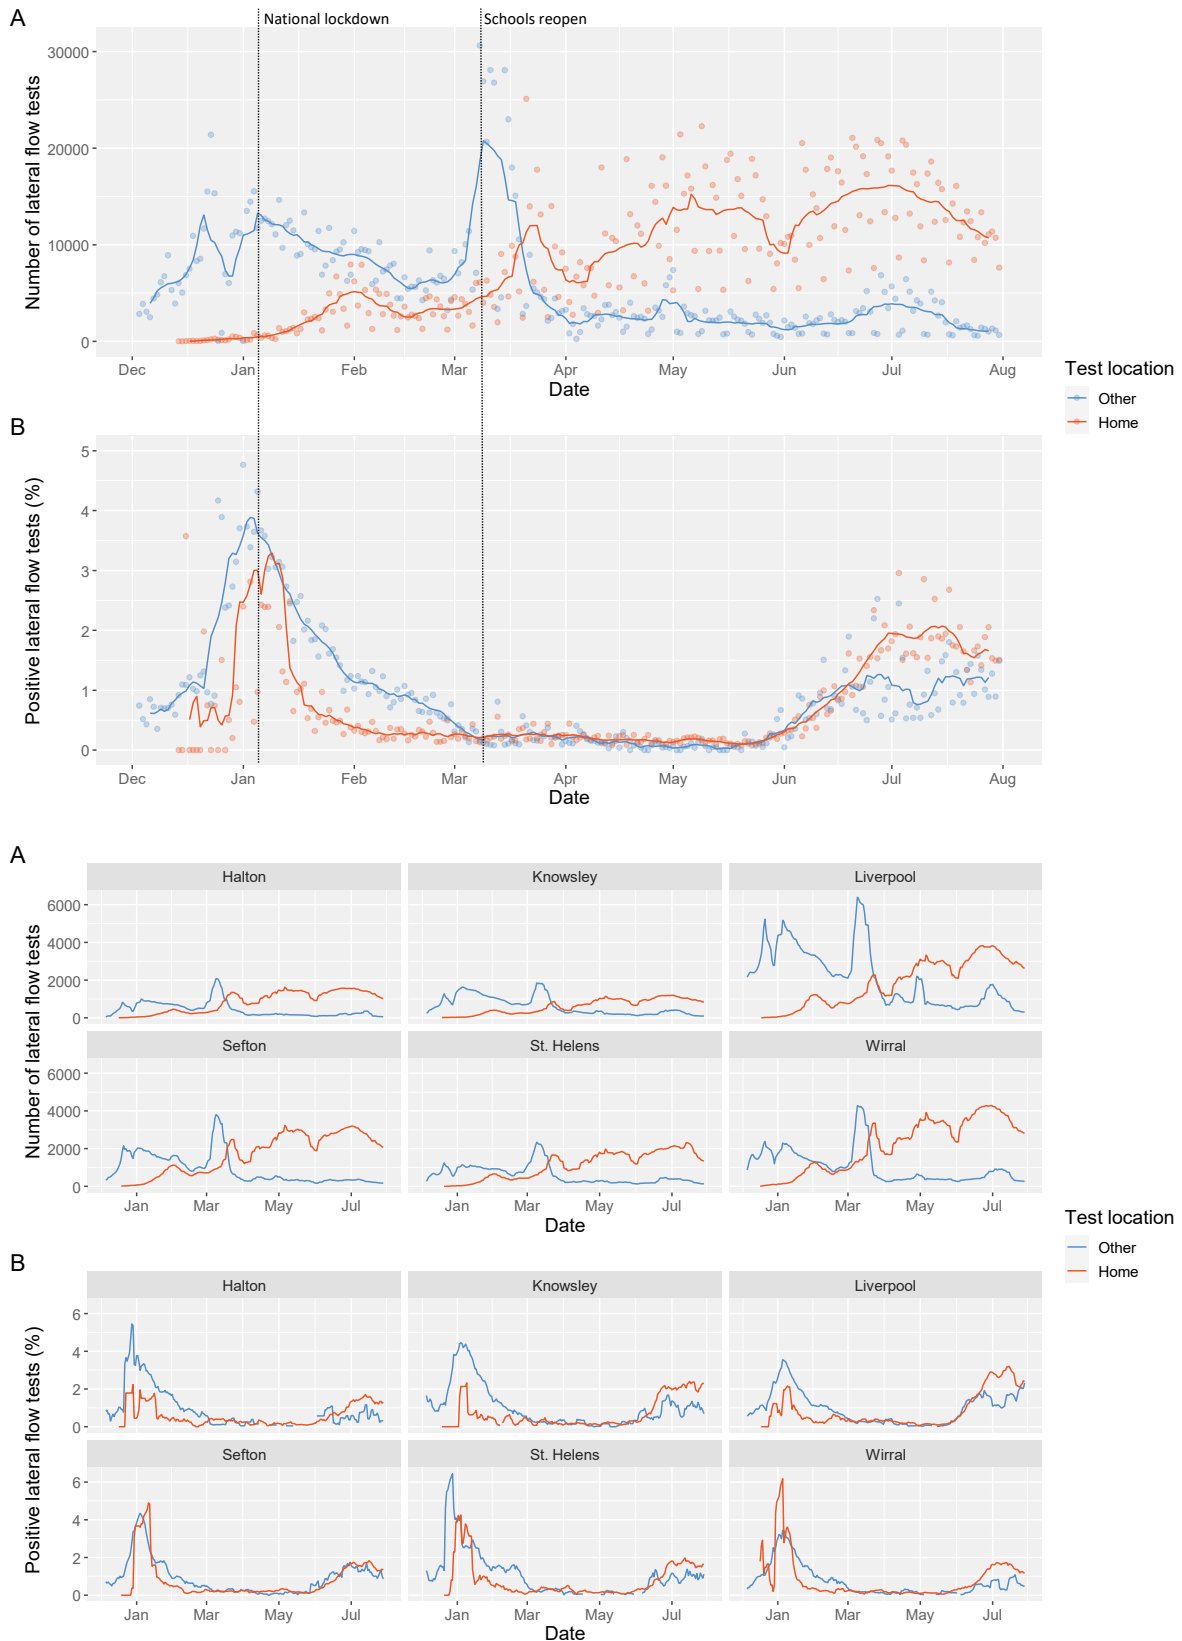 A
National lockdown
Schools reopen
Number of lateral flow tests
30000
20000
10000
0
Dec Jan Feb Mar Apr May Jun Jul Aug
Date
B
Positive lateral flow tests (%)
5
4
3
2
1
0
Dec Jan Feb Mar Apr May Jun Jul Aug
Date
Test location
Other
Home
A
Number of lateral flow tests
Halton Knowsley Liverpool
6000
4000
2000
0
Sefton St. Helens Wirral
6000
4000
2000
0
Jan Mar May Jul Jan Mar May Jul Jan Mar May Jul
Date
Test location
Other
Home
B
Positive lateral flow tests (%)
Halton Knowsley Liverpool
6
4
2
0
Sefton St. Helens Wirral
6
4
2
0
Jan Mar May Jul Jan Mar May Jul Jan Mar May Jul
Date